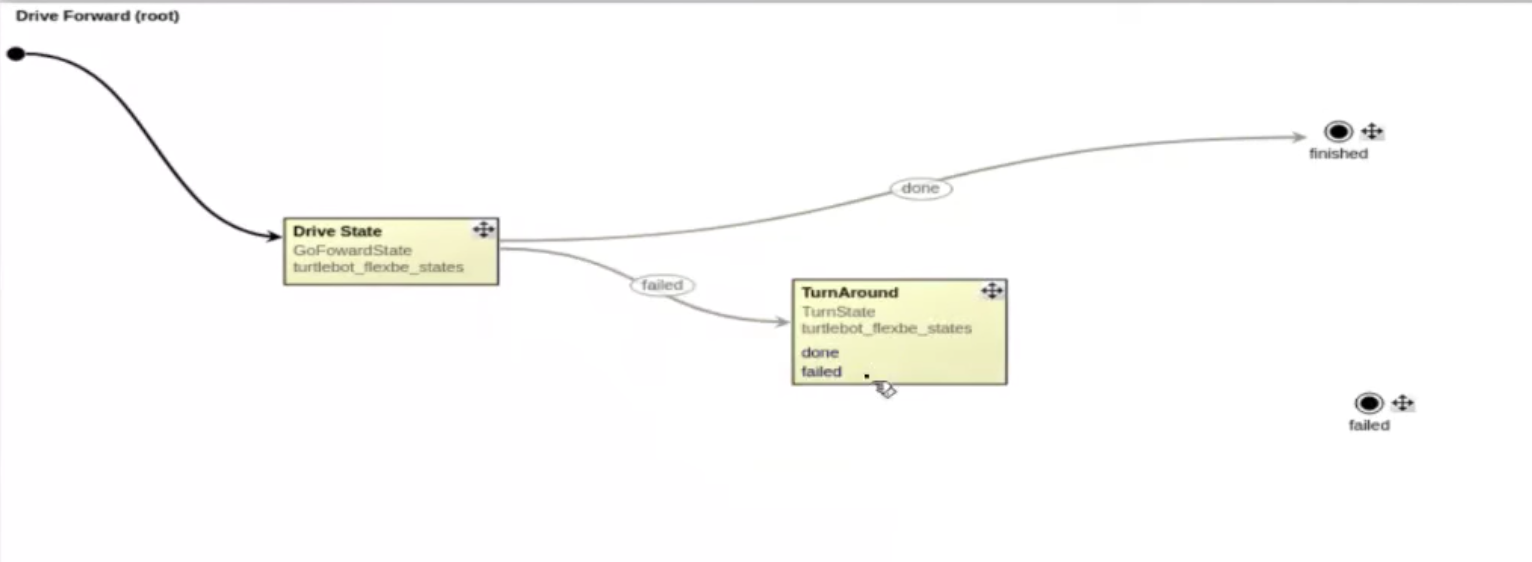 Drive Forward (root)
finished
done
Drive State
GoFowardState
turtlebot_flexbe_states
failed
TurnAround
TurnState
turtlebot_flexbe_states
done
failed
failed